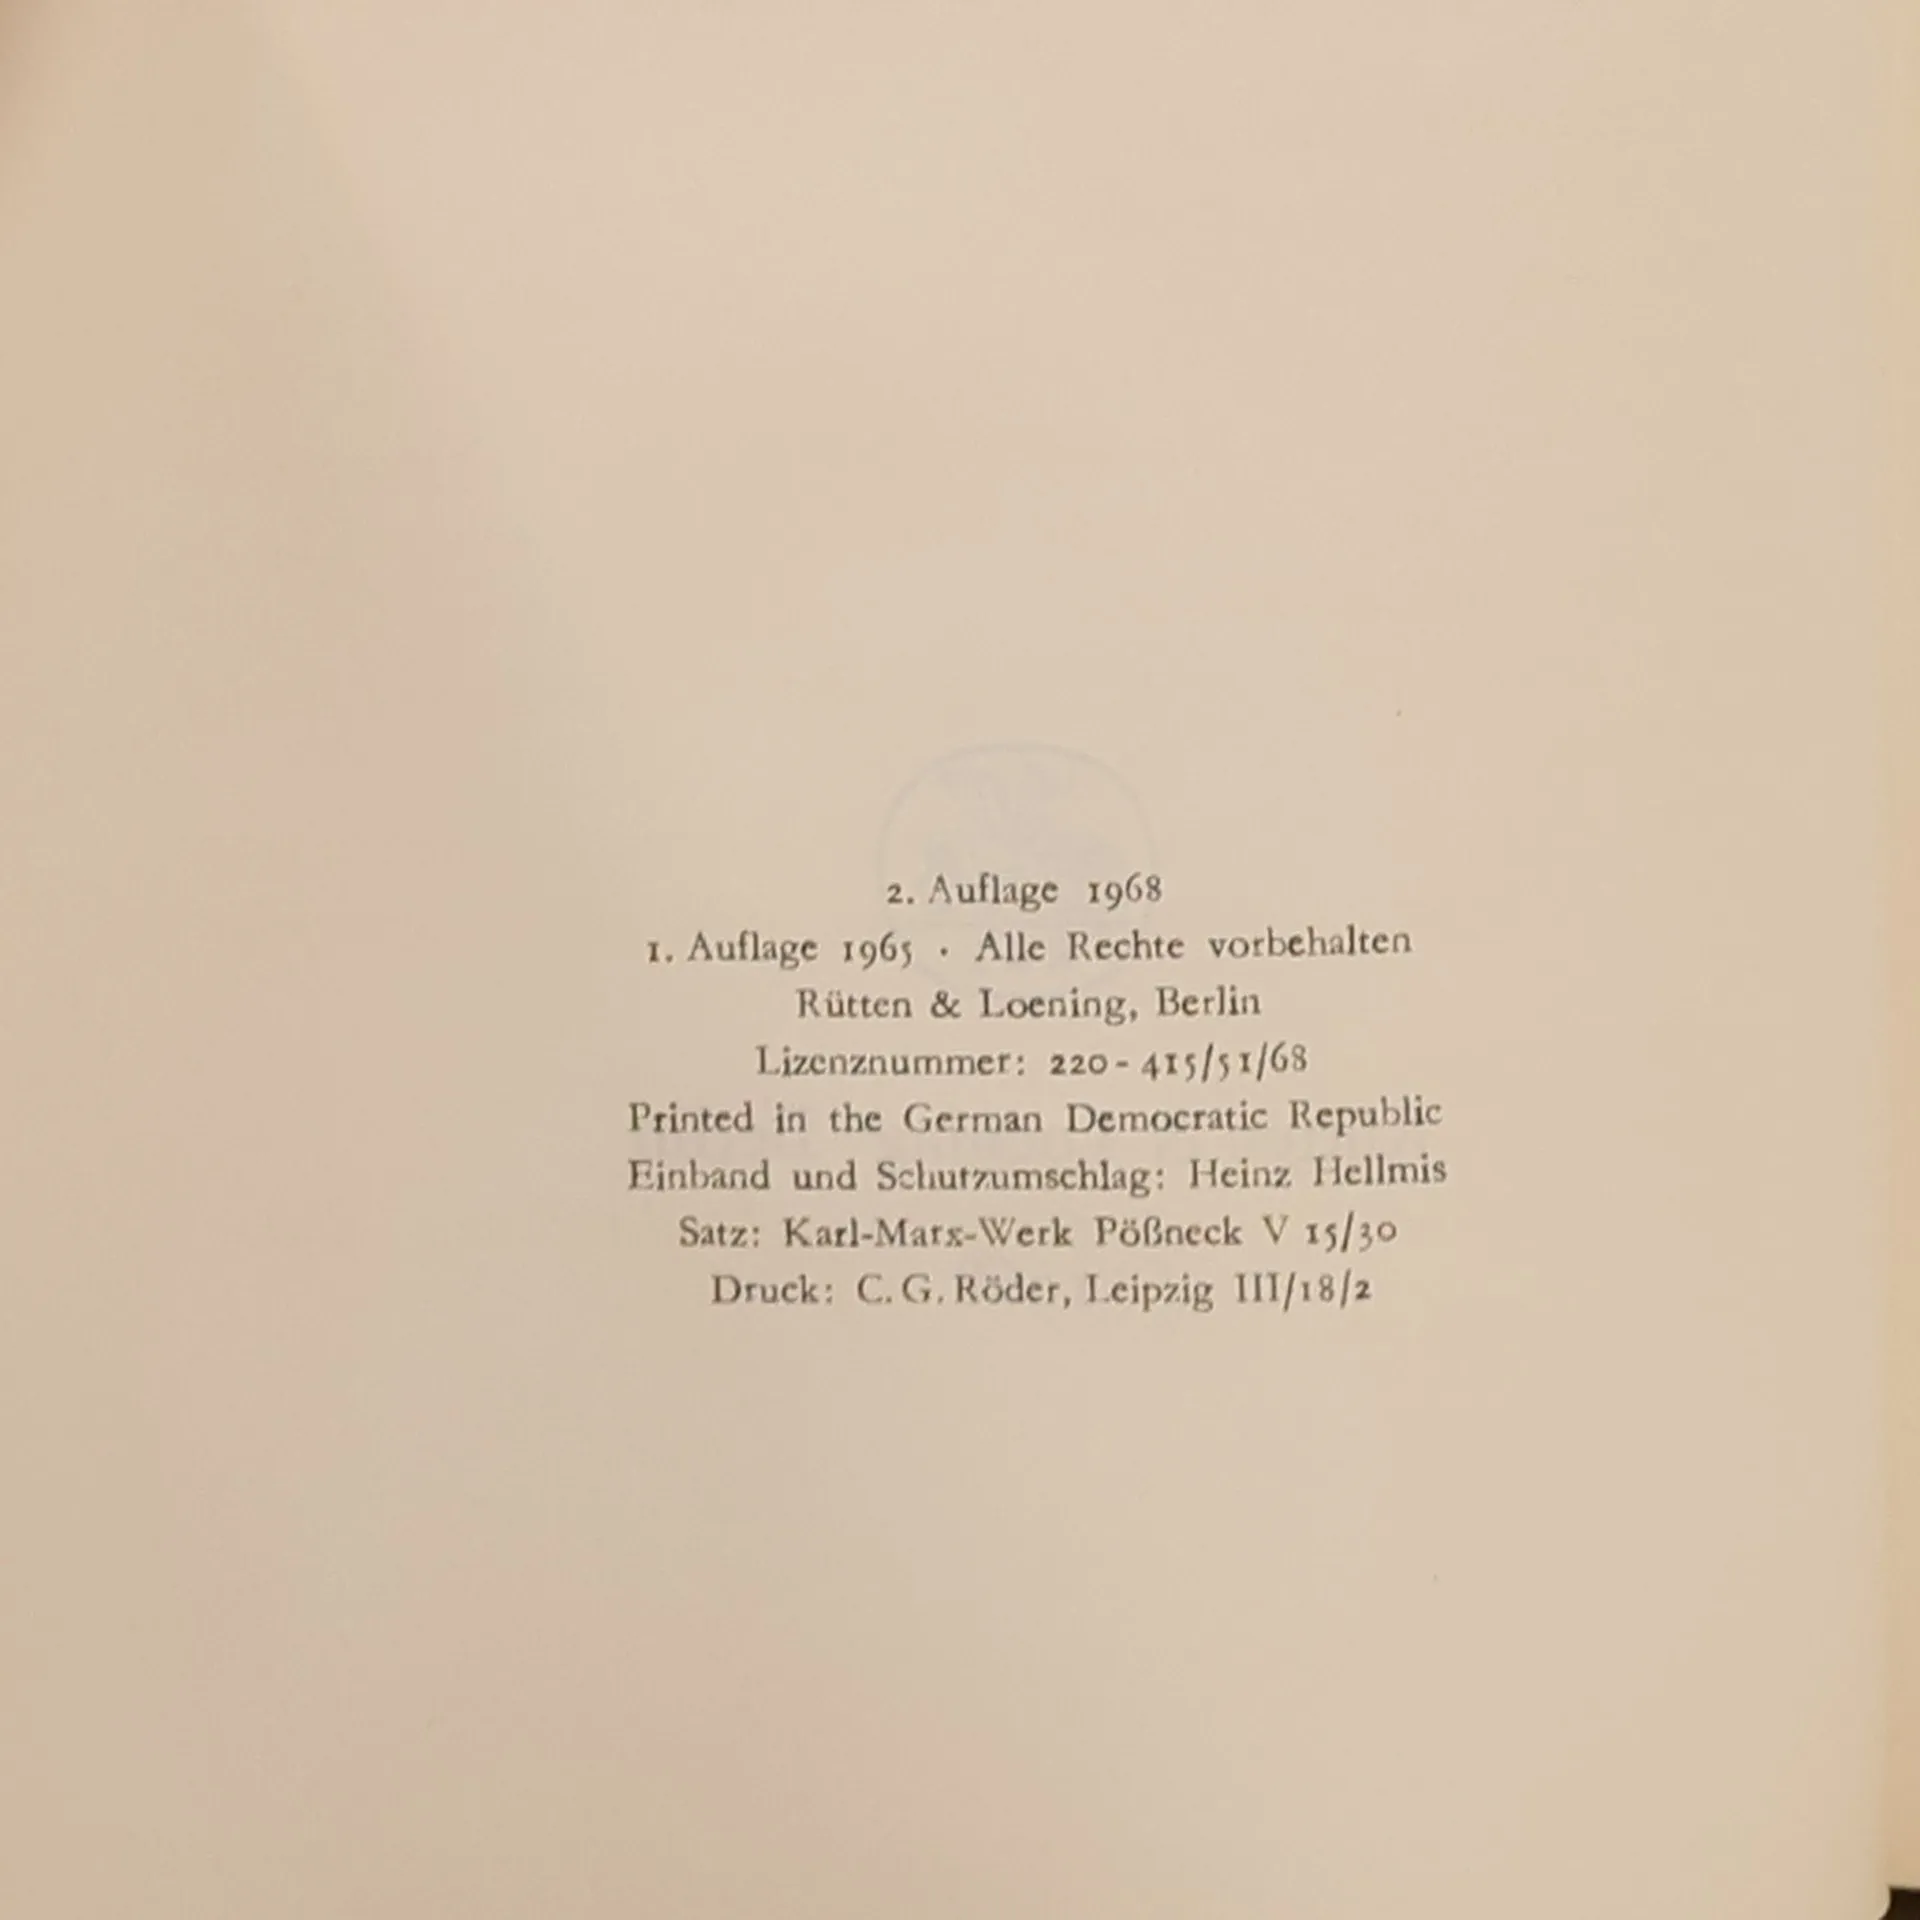 2. Auflage 1968
1. Auflage 1965 · Alle Rechte vorbehalten
Rütten & Loening, Berlin
Lizenznummer: 220 - 415/51/68
Printed in the German Democratic Republic
Einband und Schutzumschlag: Heinz Hellmis
Satz: Karl-Marx-Werk Pößneck V 15/30
Druck: C. G. Röder, Leipzig III/18/2